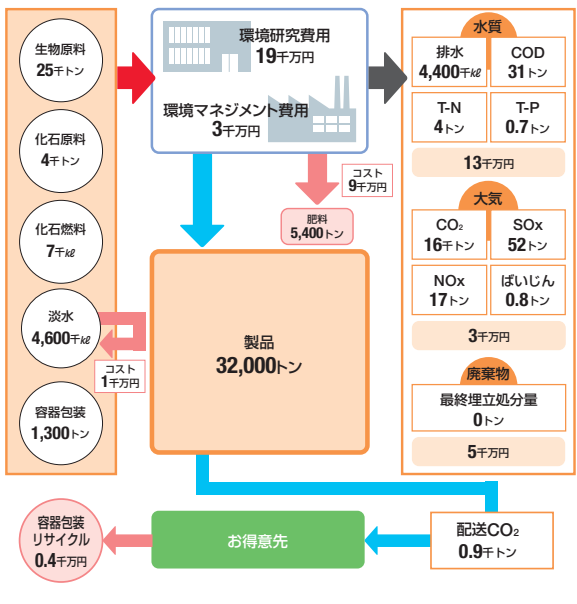 生物原料
25千トン
化石原料
4千トン
化石燃料
7千kℓ
淡水
4,600千kℓ
コスト
1千万円
容器包装
1,300トン
環境研究費用
19千万円
環境マネジメント費用
3千万円
コスト
9千万円
肥料
5,400トン
製品
32,000トン
水質
排水
4,400千kℓ
COD
31トン
T-N
4トン
T-P
0.7トン
13千万円
大気
CO₂
16千トン
SOx
52トン
NOx
17トン
ばいじん
0.8トン
3千万円
廃棄物
最終埋立処分量
0トン
5千万円
配送CO₂
0.9千トン
お得意先
容器包装
リサイクル
0.4千万円